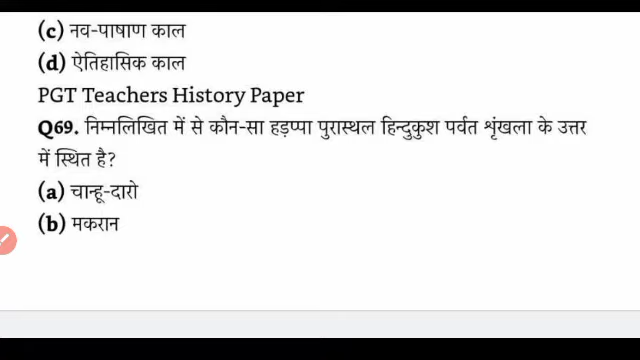 (c) नव-पाषाण काल
(d) ऐतिहासिक काल
PGT Teachers History Paper
Q69. निम्नलिखित में से कौन-सा हड़प्पा पुरास्थल हिन्दुकुश पर्वत शृंखला के उत्तर
में स्थित है?
(a) चान्हू-दारो
(b) मकरान